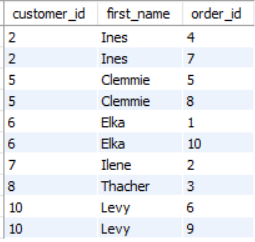 customer_id first_name order_id
2 Ines 4
2 Ines 7
5 Clemmie 5
5 Clemmie 8
6 Elka 1
6 Elka 10
7 Ilene 2
8 Thacher 3
10 Levy 6
10 Levy 9